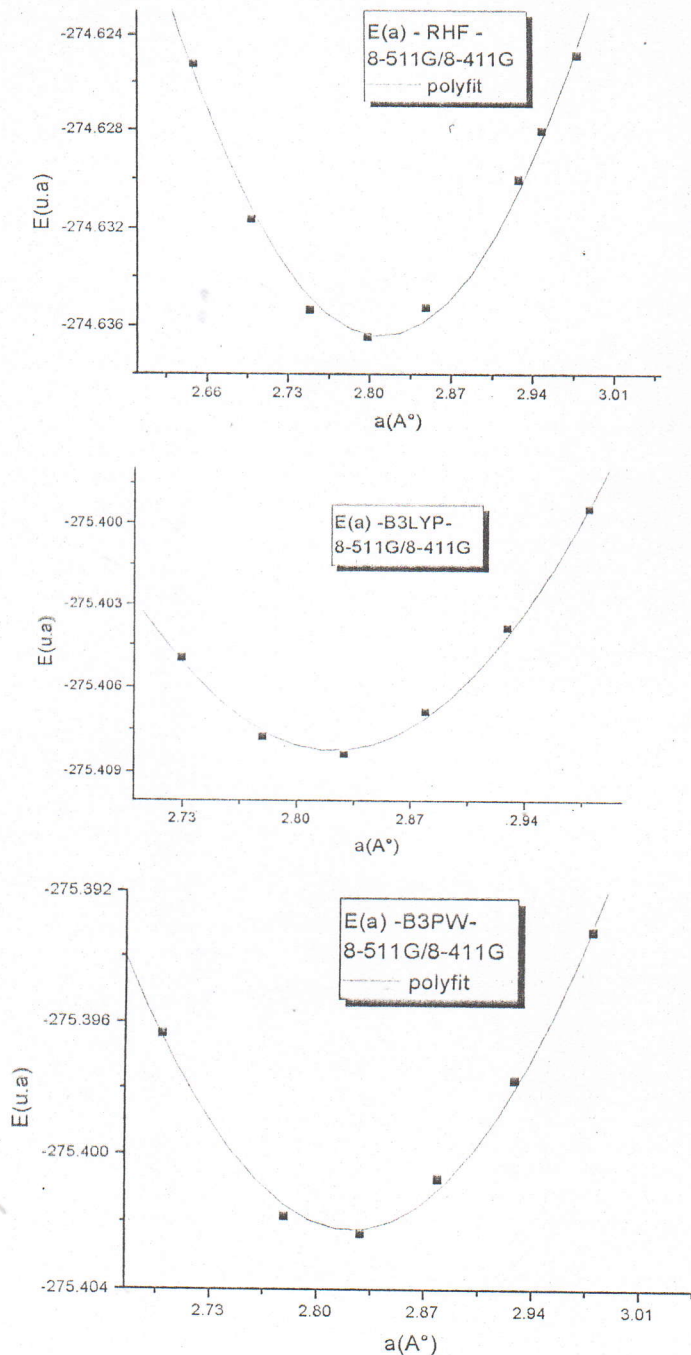 E(a) - RHF -
8-511G/8-411G
polyfit
-274.624
-274.628
-274.632
-274.636
E(u.a)
2.66 2.73 2.80 2.87 2.94 3.01
a(A°)
E(a) -B3LYP-
8-511G/8-411G
-275.400
-275.403
-275.406
-275.409
E(u.a)
2.73 2.80 2.87 2.94
a(A°)
E(a) -B3PW-
8-511G/8-411G
polyfit
-275.392
-275.396
-275.400
-275.404
E(u.a)
2.73 2.80 2.87 2.94 3.01
a(A°)